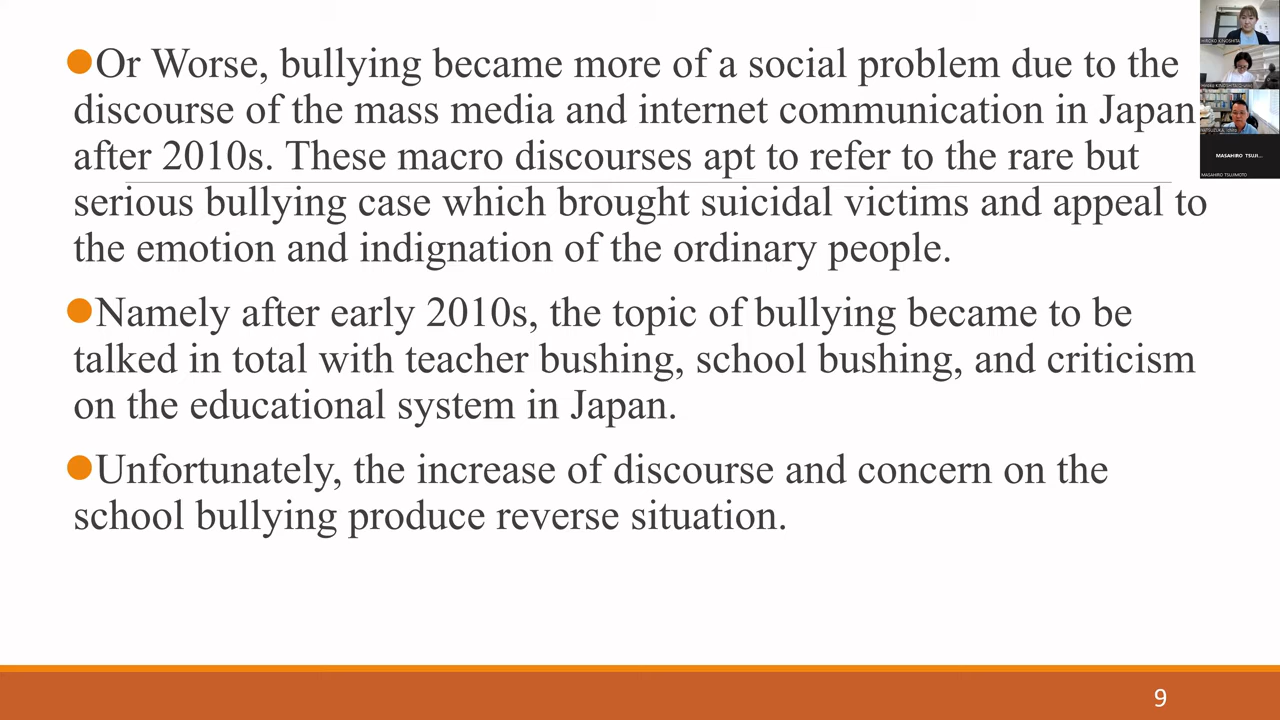 ●Or Worse, bullying became more of a social problem due to the
discourse of the mass media and internet communication in Japan
after 2010s. These macro discourses apt to refer to the rare but
serious bullying case which brought suicidal victims and appeal to
the emotion and indignation of the ordinary people.
●Namely after early 2010s, the topic of bullying became to be
talked in total with teacher bushing, school bushing, and criticism
on the educational system in Japan.
●Unfortunately, the increase of discourse and concern on the
school bullying produce reverse situation.
9
HIROKO KINOSHITA
MASAHIRO TSUJI...
MASAHIRO TSUJIMOTO